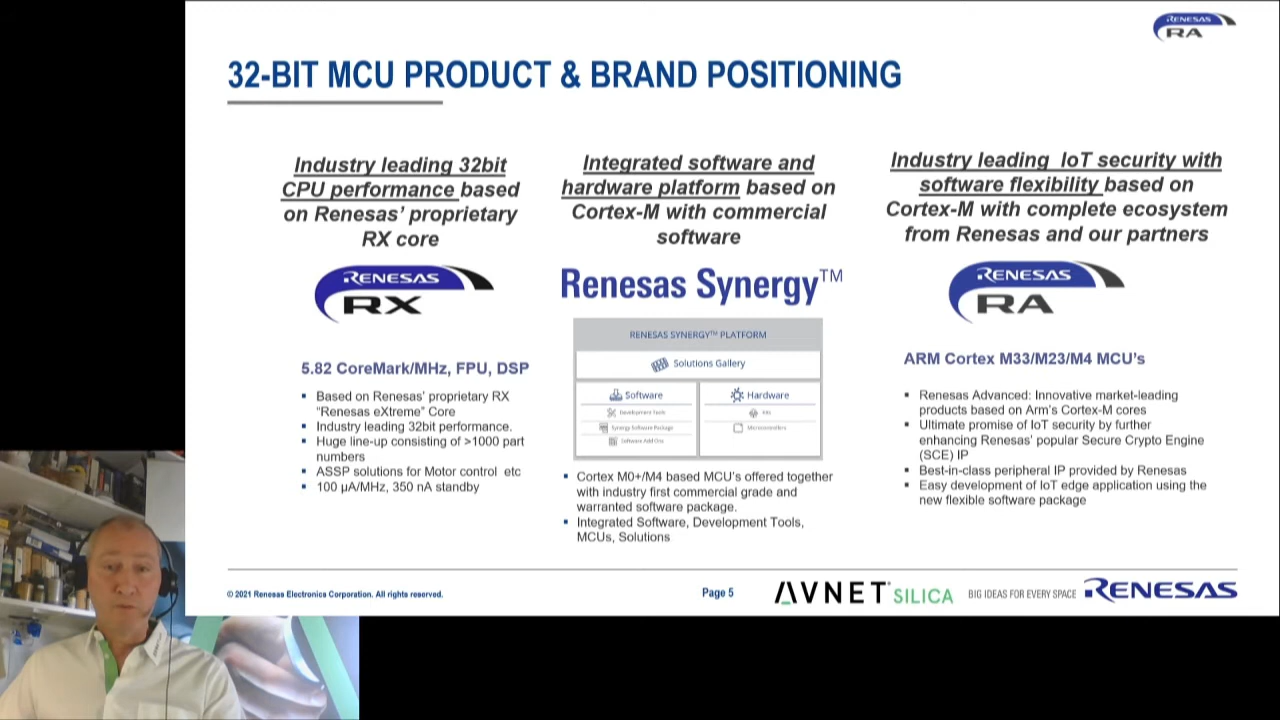 RENESAS
RA
32-BIT MCU PRODUCT & BRAND POSITIONING
Industry leading 32bit
CPU performance based
on Renesas' proprietary
RX core
RENESAS
RX
5.82 CoreMark/MHz, FPU, DSP
▪ Based on Renesas' proprietary RX
"Renesas eXtreme" Core
▪ Industry leading 32bit performance.
▪ Huge line-up consisting of >1000 part
numbers
▪ ASSP solutions for Motor control etc
▪ 100 µA/MHz, 350 nA standby
Integrated software and
hardware platform based on
Cortex-M with commercial
software
Renesas Synergy™
RENESAS SYNERGY™ PLATFORM
Solutions Gallery
Software
Development Tools
Synergy Software Package
Software Add Ons
Hardware
Kits
Microcontrollers
▪ Cortex M0+/M4 based MCU's offered together
with industry first commercial grade and
warranted software package.
▪ Integrated Software, Development Tools,
MCUs, Solutions
Industry leading IoT security with
software flexibility based on
Cortex-M with complete ecosystem
from Renesas and our partners
RENESAS
RA
ARM Cortex M33/M23/M4 MCU's
▪ Renesas Advanced: Innovative market-leading
products based on Arm's Cortex-M cores
▪ Ultimate promise of IoT security by further
enhancing Renesas' popular Secure Crypto Engine
(SCE) IP
▪ Best-in-class peripheral IP provided by Renesas
▪ Easy development of IoT edge application using the
new flexible software package
© 2021 Renesas Electronics Corporation. All rights reserved.
Page 5
AVNET SILICA
BIG IDEAS FOR EVERY SPACE RENESAS